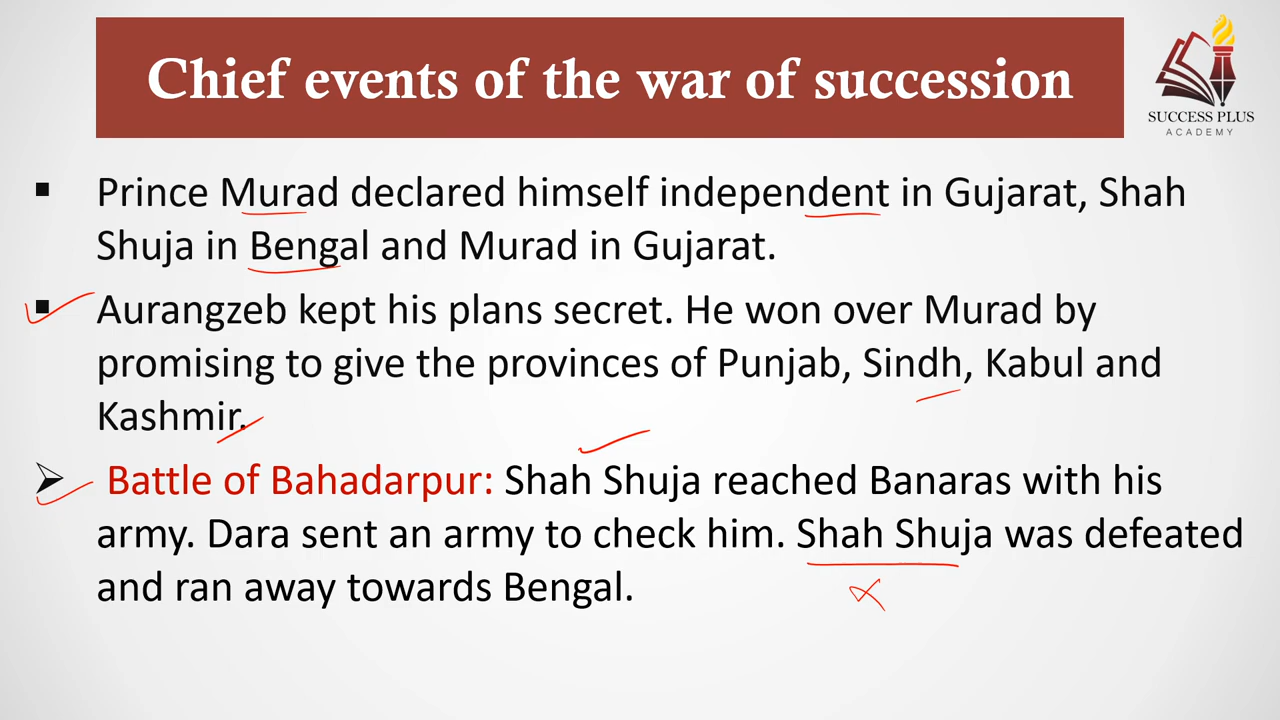 Chief events of the war of succession
SUCCESS PLUS
ACADEMY
▪ Prince Murad declared himself independent in Gujarat, Shah
Shuja in Bengal and Murad in Gujarat.
▪ Aurangzeb kept his plans secret. He won over Murad by
promising to give the provinces of Punjab, Sindh, Kabul and
Kashmir.
➢ Battle of Bahadarpur: Shah Shuja reached Banaras with his
army. Dara sent an army to check him. Shah Shuja was defeated
and ran away towards Bengal.